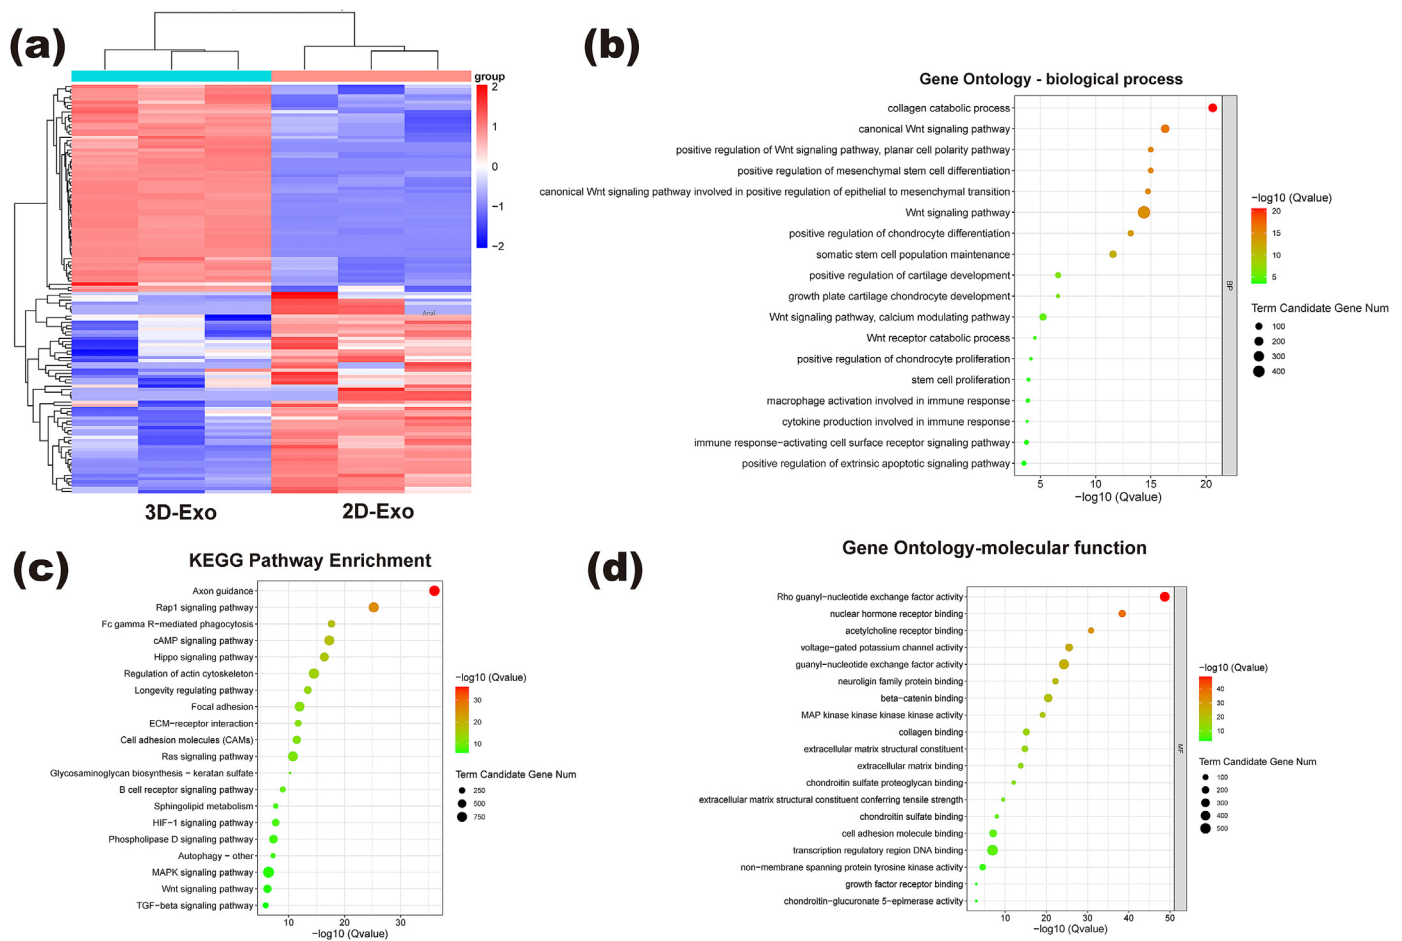 (a)
group
2
1
0
−1
−2
Arial
3D-Exo
2D-Exo
(b)
Gene Ontology - biological process
collagen catabolic process
canonical Wnt signaling pathway
positive regulation of Wnt signaling pathway, planar cell polarity pathway
positive regulation of mesenchymal stem cell differentiation
canonical Wnt signaling pathway involved in positive regulation of epithelial to mesenchymal transition
Wnt signaling pathway
positive regulation of chondrocyte differentiation
somatic stem cell population maintenance
positive regulation of cartilage development
growth plate cartilage chondrocyte development
Wnt signaling pathway, calcium modulating pathway
Wnt receptor catabolic process
positive regulation of chondrocyte proliferation
stem cell proliferation
macrophage activation involved in immune response
cytokine production involved in immune response
immune response−activating cell surface receptor signaling pathway
positive regulation of extrinsic apoptotic signaling pathway
5 10 15 20
−log10 (Qvalue)
BP
−log10 (Qvalue)
20
15
10
5
Term Candidate Gene Num
100
200
300
400
(c)
KEGG Pathway Enrichment
Axon guidance
Rap1 signaling pathway
Fc gamma R−mediated phagocytosis
cAMP signaling pathway
Hippo signaling pathway
Regulation of actin cytoskeleton
Longevity regulating pathway
Focal adhesion
ECM−receptor interaction
Cell adhesion molecules (CAMs)
Ras signaling pathway
Glycosaminoglycan biosynthesis − keratan sulfate
B cell receptor signaling pathway
Sphingolipid metabolism
HIF−1 signaling pathway
Phospholipase D signaling pathway
Autophagy − other
MAPK signaling pathway
Wnt signaling pathway
TGF−beta signaling pathway
10 20 30
−log10 (Qvalue)
−log10 (Qvalue)
30
20
10
Term Candidate Gene Num
250
500
750
(d)
Gene Ontology-molecular function
Rho guanyl−nucleotide exchange factor activity
nuclear hormone receptor binding
acetylcholine receptor binding
voltage−gated potassium channel activity
guanyl−nucleotide exchange factor activity
neuroligin family protein binding
beta−catenin binding
MAP kinase kinase kinase kinase activity
collagen binding
extracellular matrix structural constituent
extracellular matrix binding
chondroitin sulfate proteoglycan binding
extracellular matrix structural constituent conferring tensile strength
chondroitin sulfate binding
cell adhesion molecule binding
transcription regulatory region DNA binding
non−membrane spanning protein tyrosine kinase activity
growth factor receptor binding
chondroitin−glucuronate 5−epimerase activity
10 20 30 40 50
−log10 (Qvalue)
MF
−log10 (Qvalue)
40
30
20
10
Term Candidate Gene Num
100
200
300
400
500